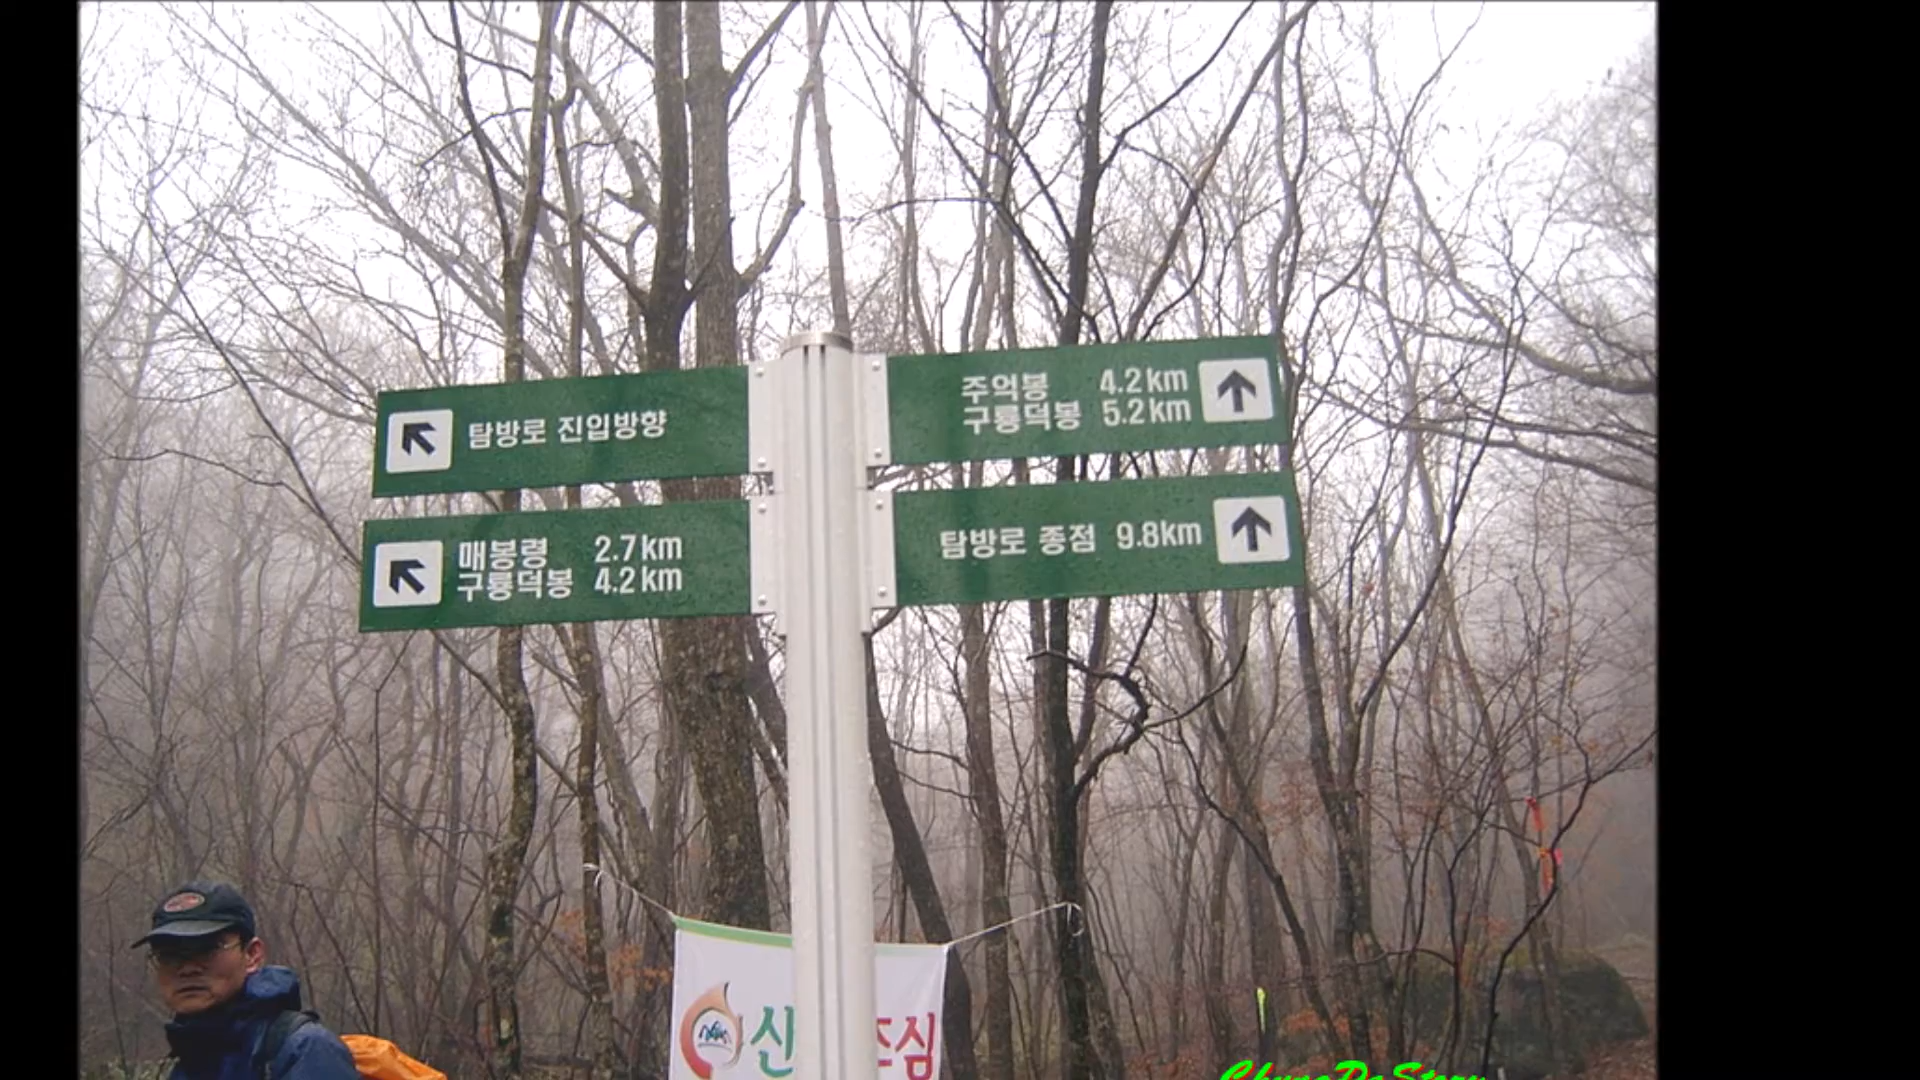 탐방로 진입방향
매봉령 2.7km
구룡덕봉 4.2km
주억봉 4.2km
구룡덕봉 5.2km
탐방로 종점 9.8km